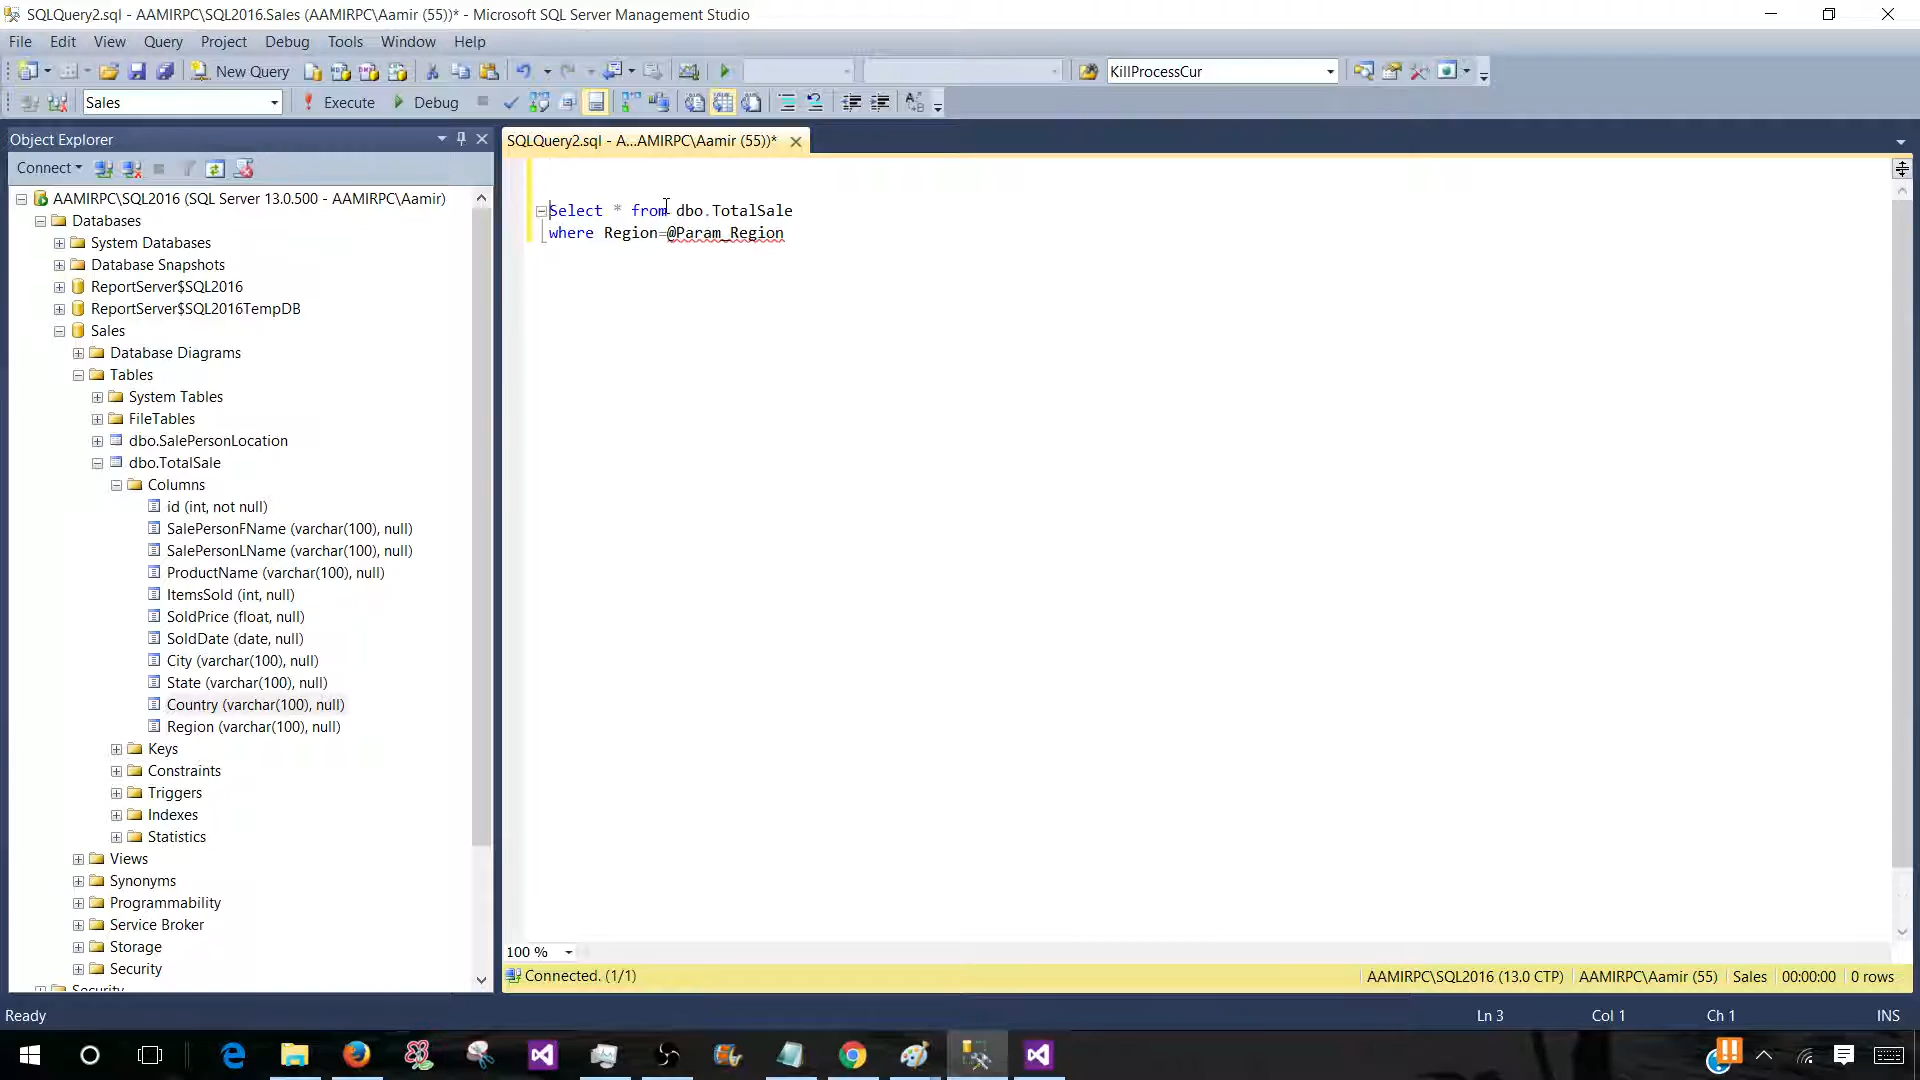 SQLQuery2.sql - AAMIRPC\SQL2016.Sales (AAMIRPC\Aamir (55))* - Microsoft SQL Server Management Studio
File Edit View Query Project Debug Tools Window Help
New Query KillProcessCur
Sales Execute Debug
Object Explorer
SQLQuery2.sql - A...AMIRPC\Aamir (55))*
Connect
AAMIRPC\SQL2016 (SQL Server 13.0.500 - AAMIRPC\Aamir)
Databases
System Databases
Database Snapshots
ReportServer$SQL2016
ReportServer$SQL2016TempDB
Sales
Database Diagrams
Tables
System Tables
FileTables
dbo.SalePersonLocation
dbo.TotalSale
Columns
id (int, not null)
SalePersonFName (varchar(100), null)
SalePersonLName (varchar(100), null)
ProductName (varchar(100), null)
ItemsSold (int, null)
SoldPrice (float, null)
SoldDate (date, null)
City (varchar(100), null)
State (varchar(100), null)
Country (varchar(100), null)
Region (varchar(100), null)
Keys
Constraints
Triggers
Indexes
Statistics
Views
Synonyms
Programmability
Service Broker
Storage
Security
Security
Select * from dbo.TotalSale
where Region=@Param_Region
100 %
Connected. (1/1) AAMIRPC\SQL2016 (13.0 CTP) AAMIRPC\Aamir (55) Sales 00:00:00 0 rows
Ready Ln 3 Col 1 Ch 1 INS